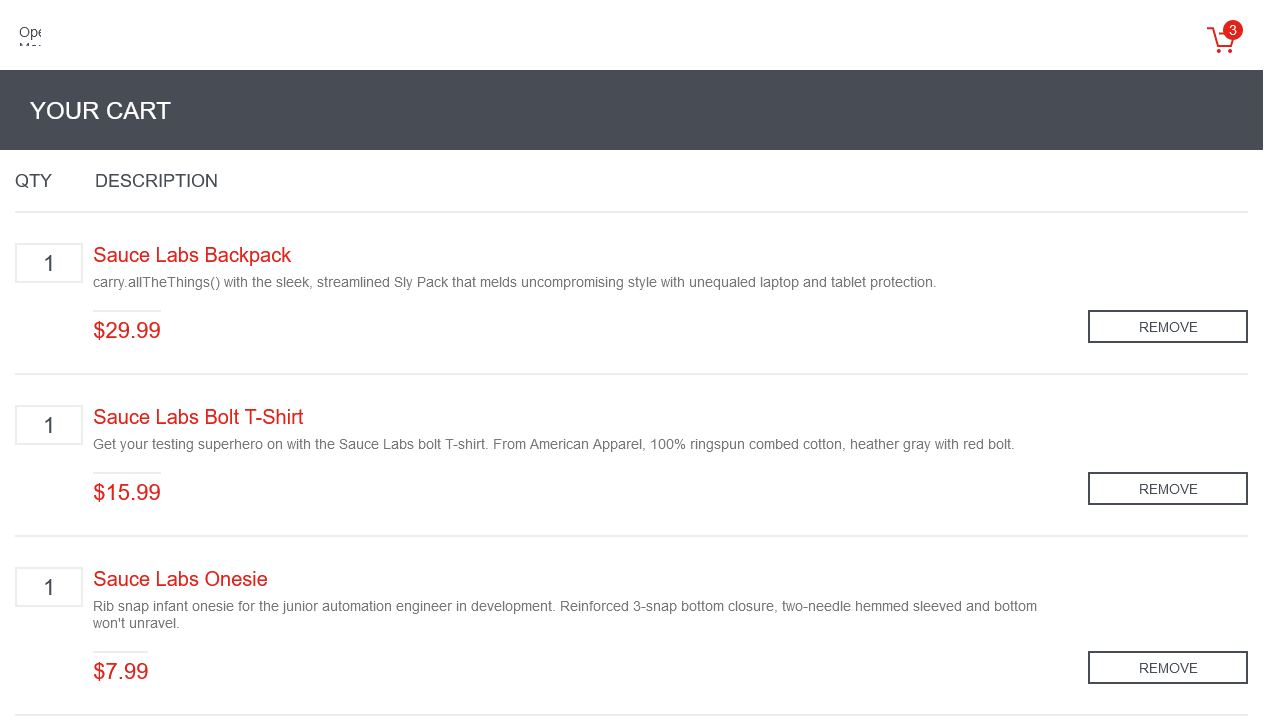 Ope
3
YOUR CART
QTY DESCRIPTION
1 Sauce Labs Backpack
carry.allTheThings() with the sleek, streamlined Sly Pack that melds uncompromising style with unequaled laptop and tablet protection.
$29.99 REMOVE
1 Sauce Labs Bolt T-Shirt
Get your testing superhero on with the Sauce Labs bolt T-shirt. From American Apparel, 100% ringspun combed cotton, heather gray with red bolt.
$15.99 REMOVE
1 Sauce Labs Onesie
Rib snap infant onesie for the junior automation engineer in development. Reinforced 3-snap bottom closure, two-needle hemmed sleeved and bottom
won't unravel.
$7.99 REMOVE